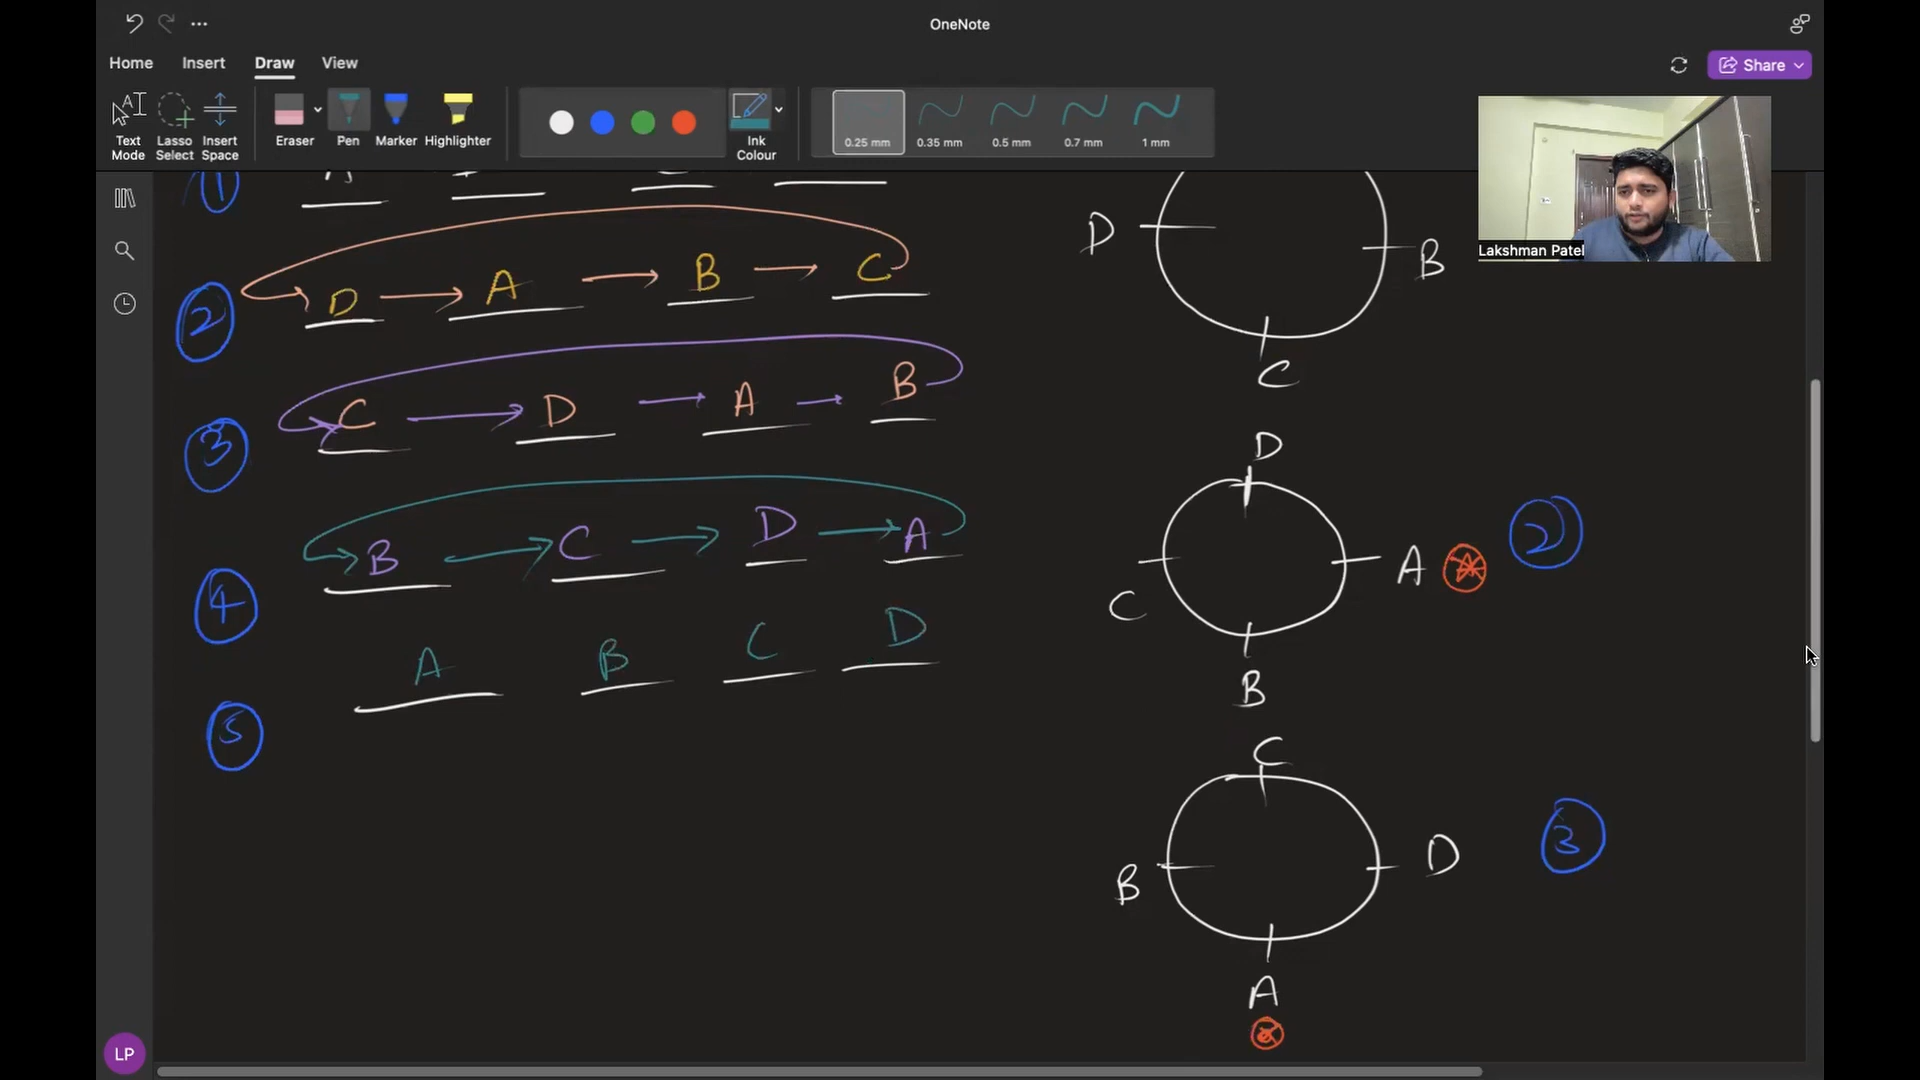 OneNote
Home Insert Draw View
Share
Text Mode
Lasso Select
Insert Space
Eraser
Pen
Marker
Highlighter
Ink Colour
0.25 mm
0.35 mm
0.5 mm
0.7 mm
1 mm
Lakshman Patel
1
2 D A B C
3 C D A B
4 B C D A
A B C D
5
D B
C
D
C A 2
B
C
B D 3
A
LP